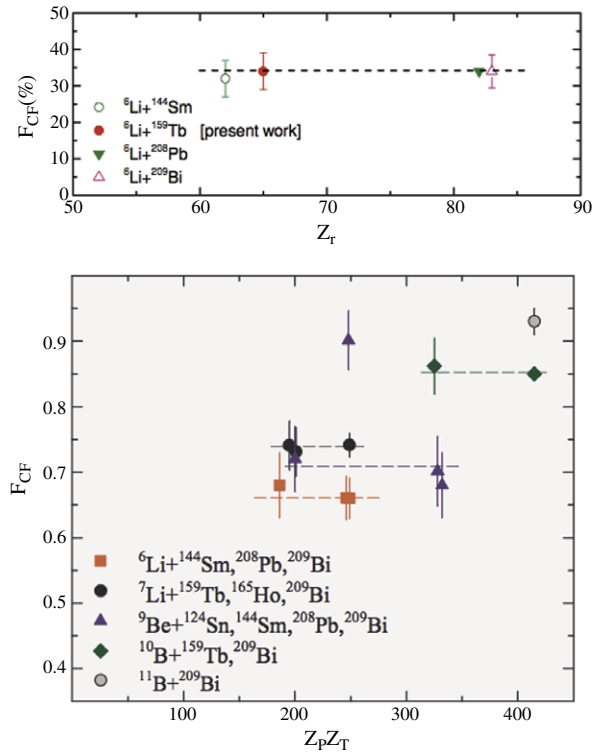 50
40
F_CF(%)
30
20
10
0
⁶Li+¹⁴⁴Sm
⁶Li+¹⁵⁹Tb [present work]
⁶Li+²⁰⁸Pb
⁶Li+²⁰⁹Bi
50 60 70 80 90
Z_r
0.9
0.8
0.7
F_CF
0.6
0.5
0.4
⁶Li+¹⁴⁴Sm,²⁰⁸Pb,²⁰⁹Bi
⁷Li+¹⁵⁹Tb,¹⁶⁵Ho,²⁰⁹Bi
⁹Be+¹²⁴Sn,¹⁴⁴Sm,²⁰⁸Pb,²⁰⁹Bi
¹⁰B+¹⁵⁹Tb,²⁰⁹Bi
¹¹B+²⁰⁹Bi
100 200 300 400
Z_PZ_T